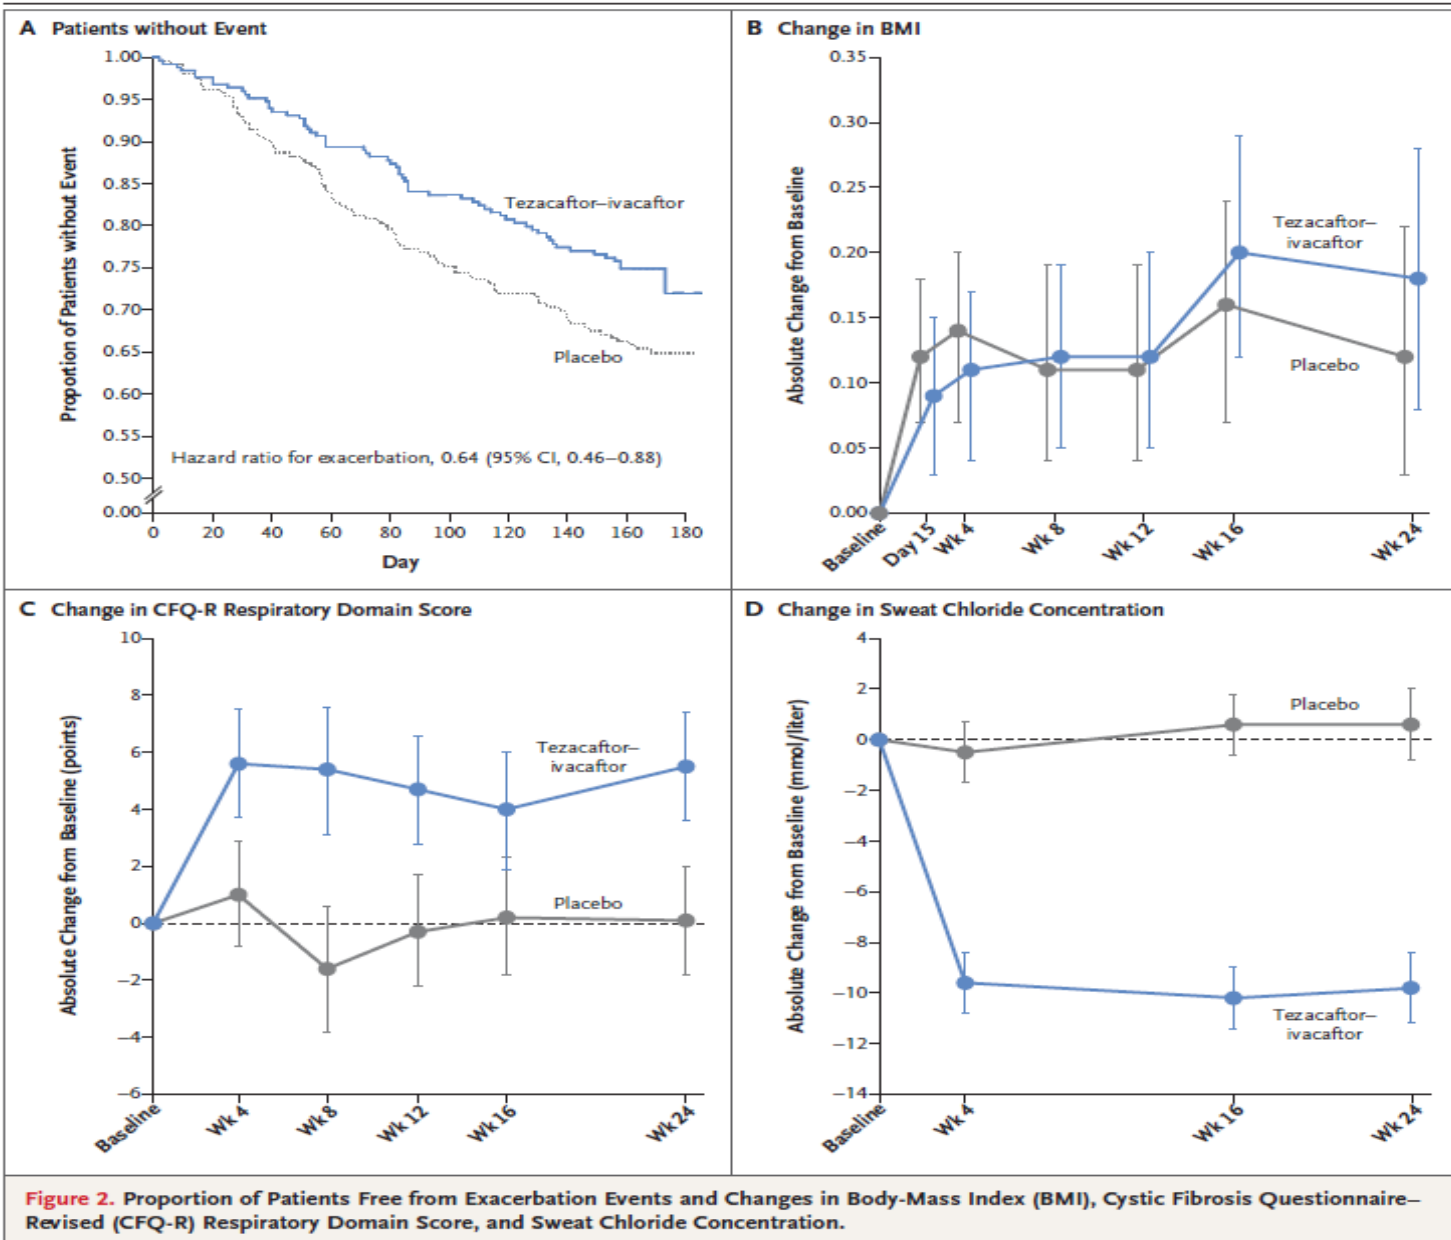 A Patients without Event
1.00
0.95
0.90
0.85
0.80
0.75
0.70
0.65
0.60
0.55
0.50
0.00
Proportion of Patients without Event
Tezacaftor–ivacaftor
Placebo
Hazard ratio for exacerbation, 0.64 (95% CI, 0.46–0.88)
0 20 40 60 80 100 120 140 160 180
Day
B Change in BMI
0.35
0.30
0.25
0.20
0.15
0.10
0.05
0.00
Absolute Change from Baseline
Tezacaftor–
ivacaftor
Placebo
Baseline Day 15 Wk 4 Wk 8 Wk 12 Wk 16 Wk 24
C Change in CFQ-R Respiratory Domain Score
10
8
6
4
2
0
–2
–4
–6
Absolute Change from Baseline (points)
Tezacaftor–
ivacaftor
Placebo
Baseline Wk 4 Wk 8 Wk 12 Wk 16 Wk 24
D Change in Sweat Chloride Concentration
4
2
0
–2
–4
–6
–8
–10
–12
–14
Absolute Change from Baseline (mmol/liter)
Placebo
Tezacaftor–
ivacaftor
Baseline Wk 4 Wk 16 Wk 24
Figure 2. Proportion of Patients Free from Exacerbation Events and Changes in Body-Mass Index (BMI), Cystic Fibrosis Questionnaire–
Revised (CFQ-R) Respiratory Domain Score, and Sweat Chloride Concentration.